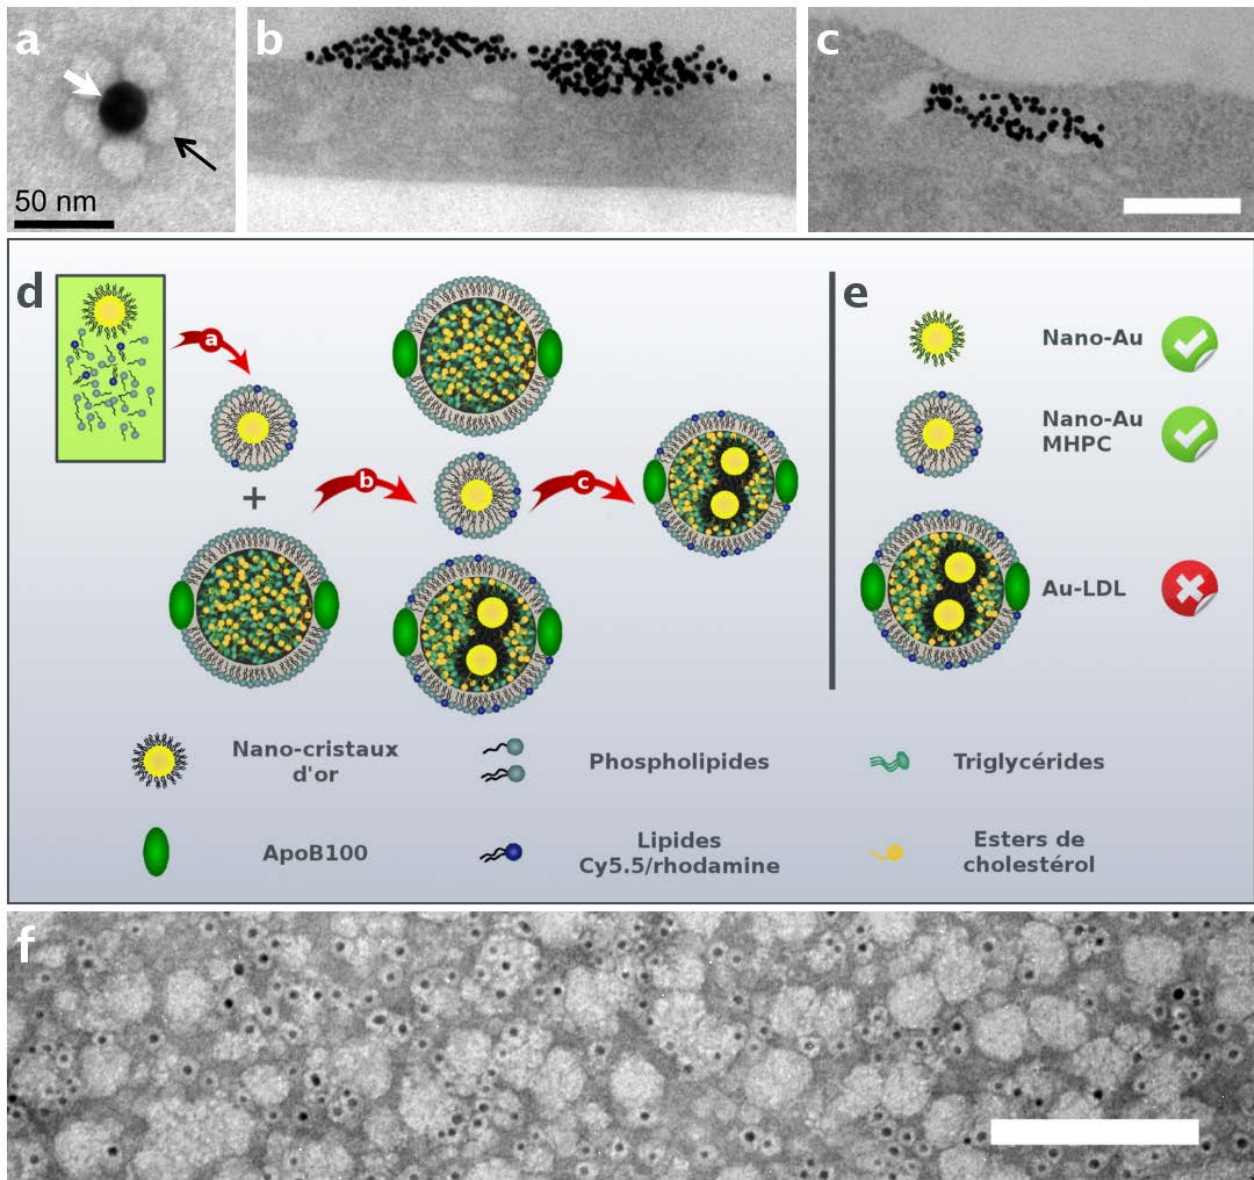 a
b
c
50 nm
d
e
a
Nano-Au
Nano-Au
MHPC
+
b
c
Au-LDL
Nano-cristaux
d'or
Phospholipides
Triglycérides
ApoB100
Lipides
Cy5.5/rhodamine
Esters de
cholestérol
f